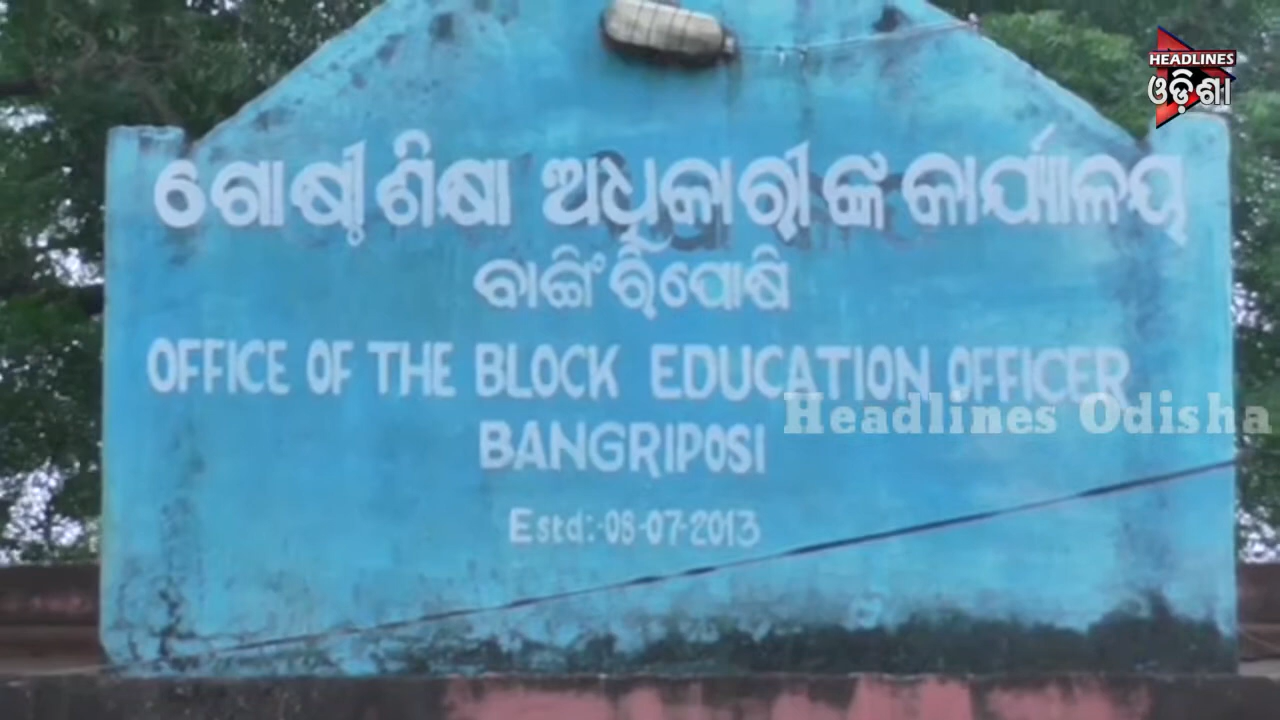 HEADLINES
ଓଡ଼ିଶା
ଗୋଷ୍ଠୀ ଶିକ୍ଷା ଅଧିକାରୀଙ୍କ କାର୍ଯ୍ୟାଳୟ
ବାଙ୍ଗିରିପୋଷି
OFFICE OF THE BLOCK EDUCATION OFFICER
Headlines Odisha
BANGRIPOSI
Estd:-08-07-2013